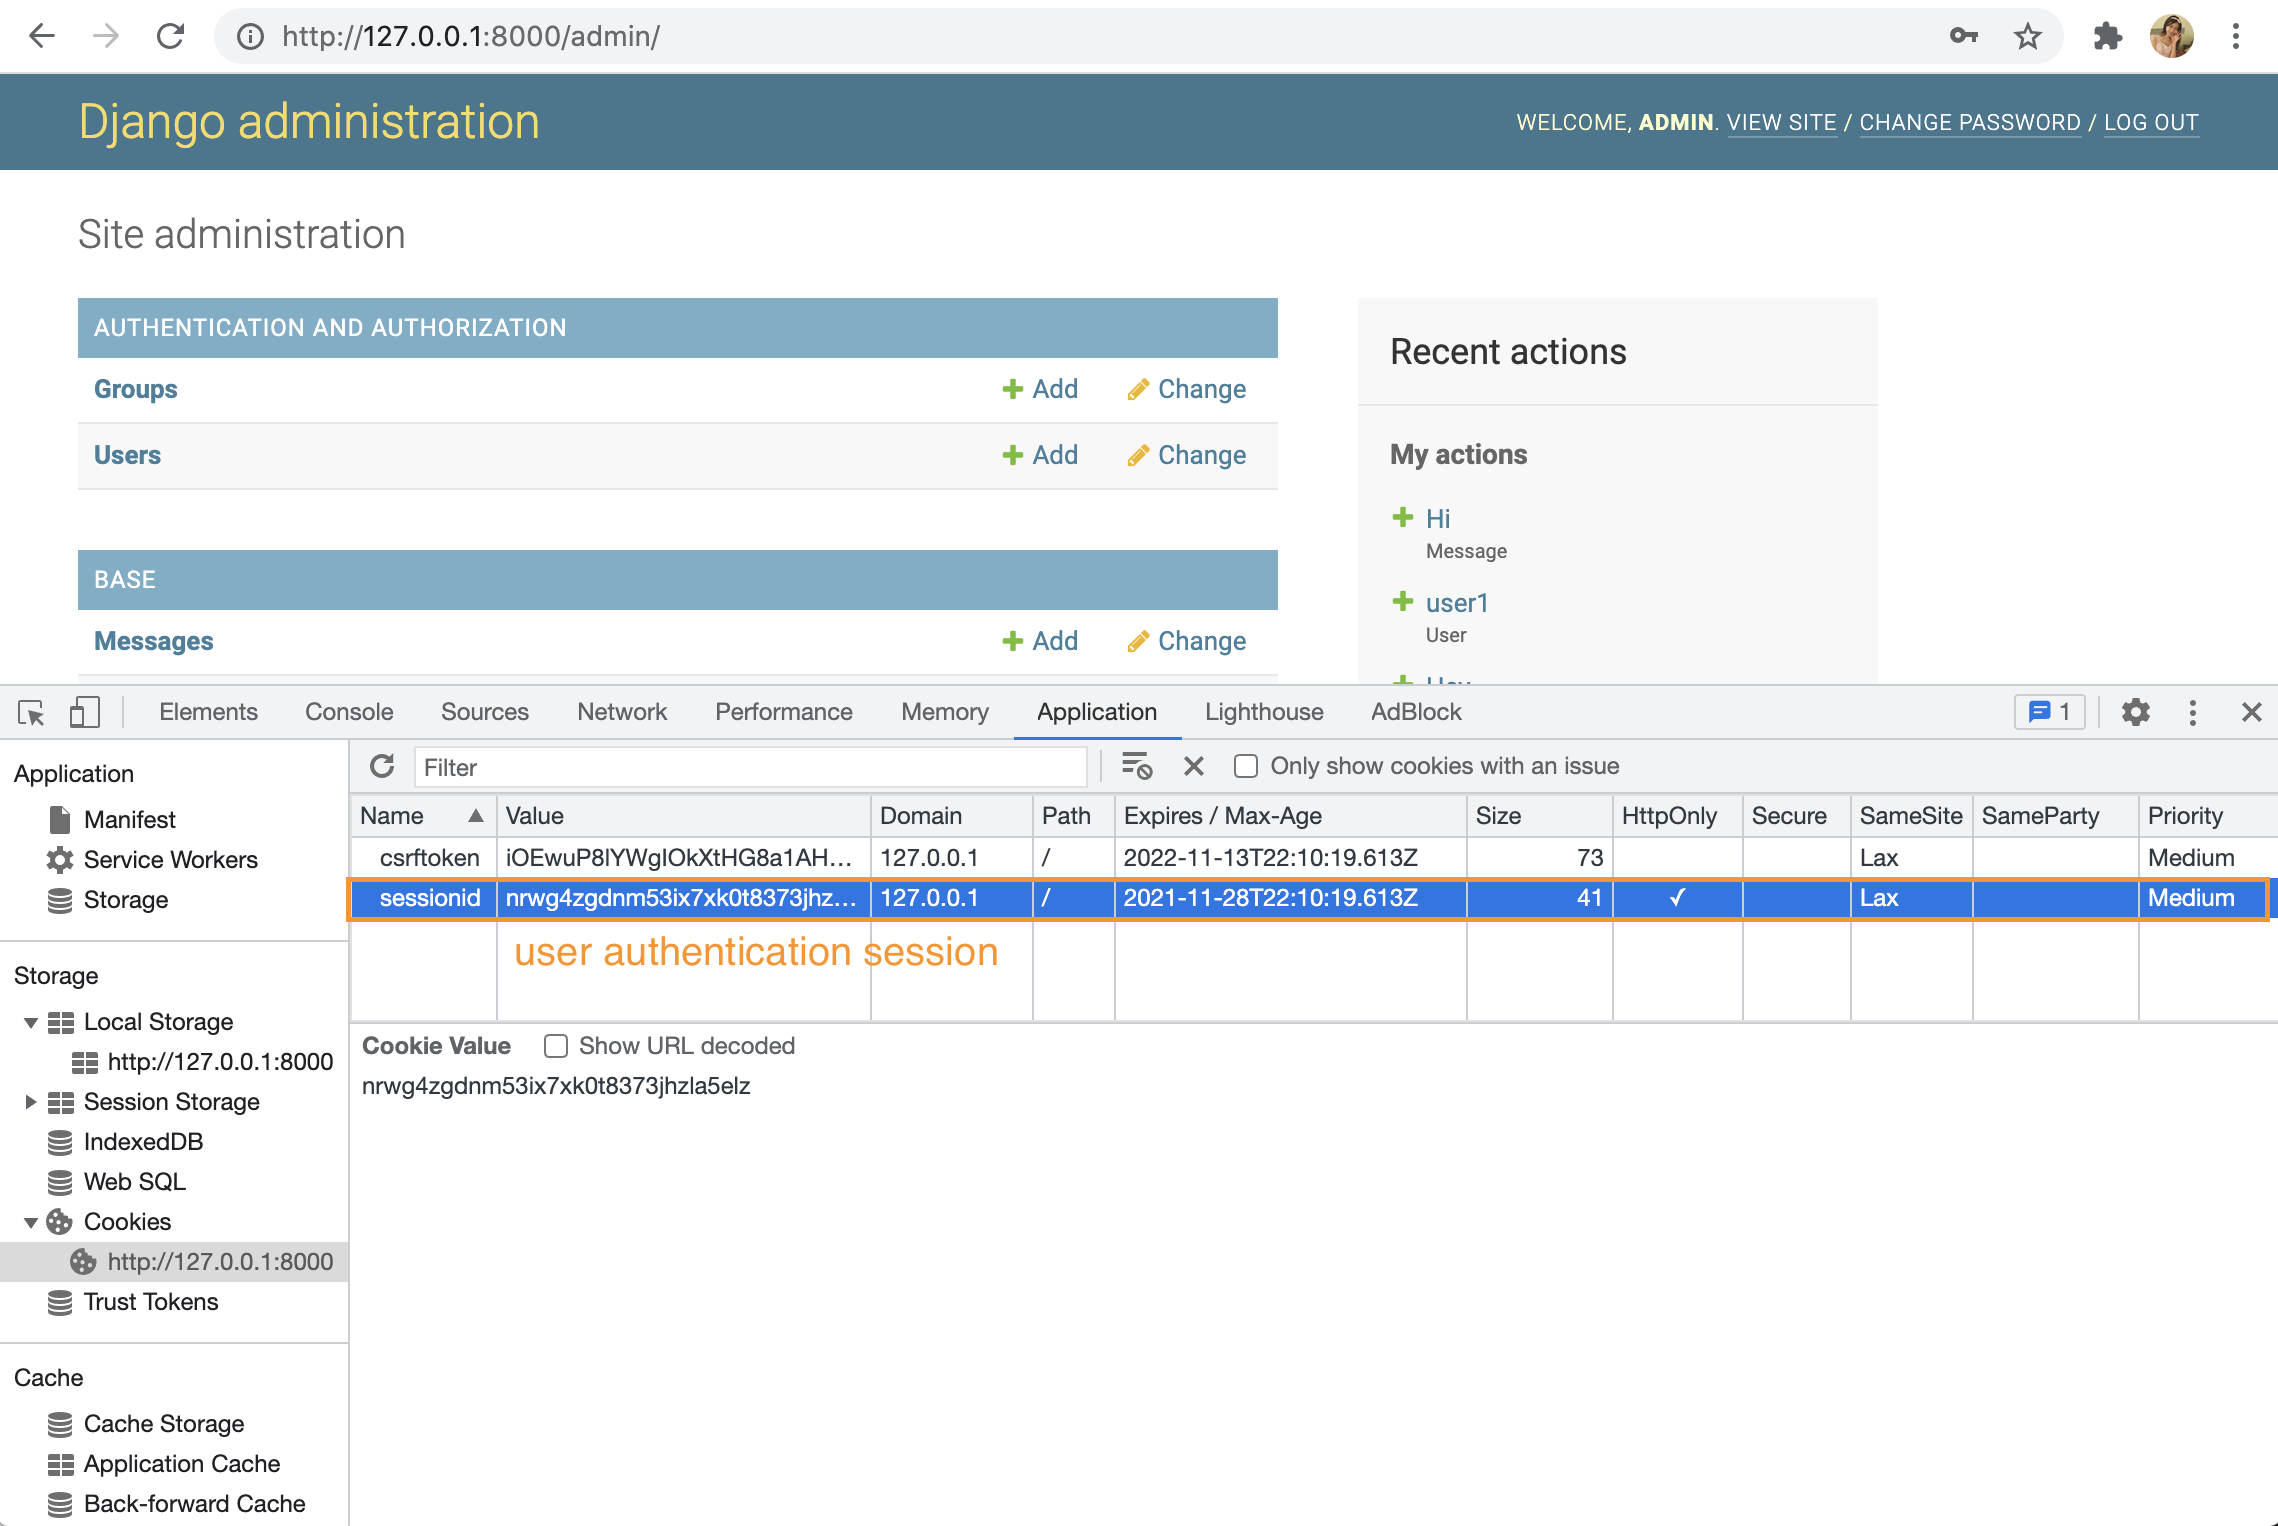 http://127.0.0.1:8000/admin/
Django administration
WELCOME, ADMIN. VIEW SITE / CHANGE PASSWORD / LOG OUT
Site administration
AUTHENTICATION AND AUTHORIZATION
Groups Add Change
Users Add Change
BASE
Messages Add Change
Recent actions
My actions
Hi
Message
user1
User
Elements Console Sources Network Performance Memory Application Lighthouse AdBlock 1
Application
Manifest
Service Workers
Storage
Storage
Local Storage
http://127.0.0.1:8000
Session Storage
IndexedDB
Web SQL
Cookies
http://127.0.0.1:8000
Trust Tokens
Cache
Cache Storage
Application Cache
Back-forward Cache
Filter Only show cookies with an issue
Name Value Domain Path Expires / Max-Age Size HttpOnly Secure SameSite SameParty Priority
csrftoken iOEwuP8lYWgIOkXtHG8a1AH… 127.0.0.1 / 2022-11-13T22:10:19.613Z 73 Lax Medium
sessionid nrwg4zgdnm53ix7xk0t8373jhz… 127.0.0.1 / 2021-11-28T22:10:19.613Z 41 ✓ Lax Medium
user authentication session
Cookie Value Show URL decoded
nrwg4zgdnm53ix7xk0t8373jhzla5elz